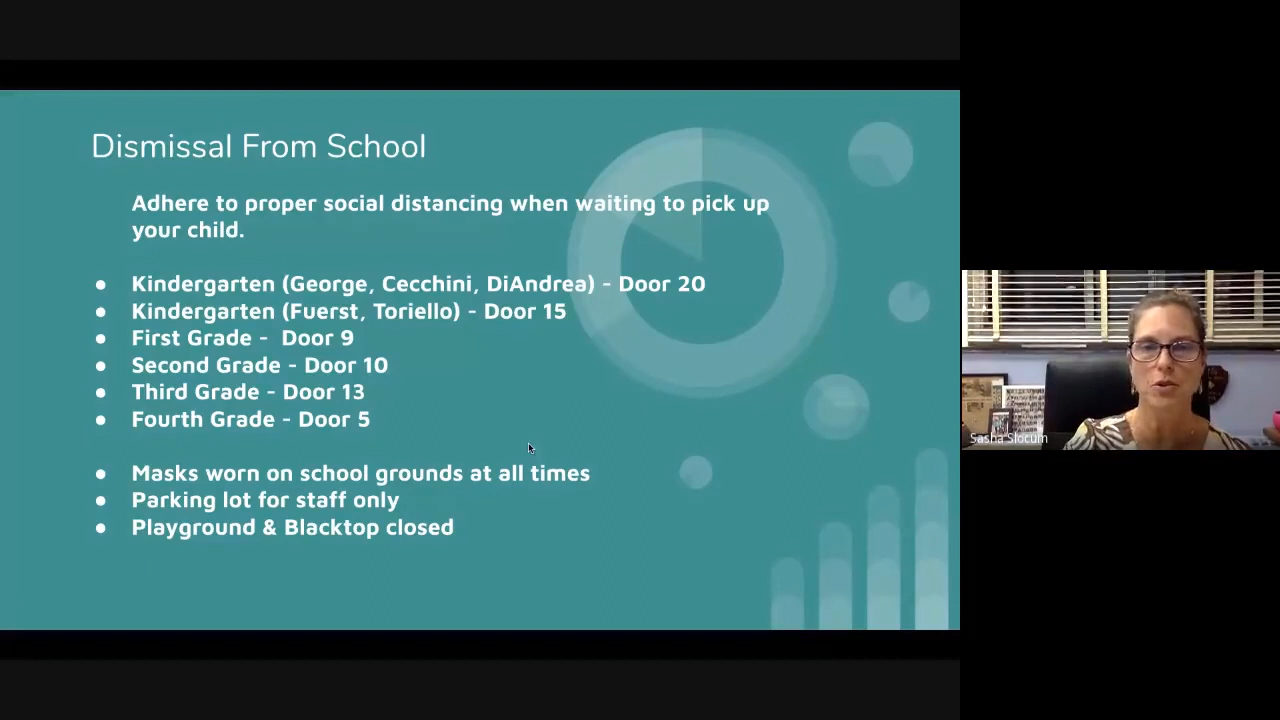 Dismissal From School
Adhere to proper social distancing when waiting to pick up
your child.
● Kindergarten (George, Cecchini, DiAndrea) - Door 20
● Kindergarten (Fuerst, Toriello) - Door 15
● First Grade - Door 9
● Second Grade - Door 10
● Third Grade - Door 13
● Fourth Grade - Door 5
● Masks worn on school grounds at all times
● Parking lot for staff only
● Playground & Blacktop closed
Sasha Slocum